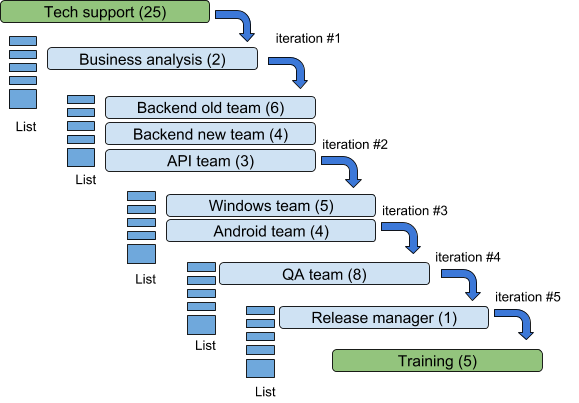 Tech support (25)
iteration #1
Business analysis (2)
List
Backend old team (6)
Backend new team (4)
API team (3)
iteration #2
List
Windows team (5)
Android team (4)
iteration #3
List
QA team (8)
iteration #4
List
Release manager (1)
iteration #5
List
Training (5)